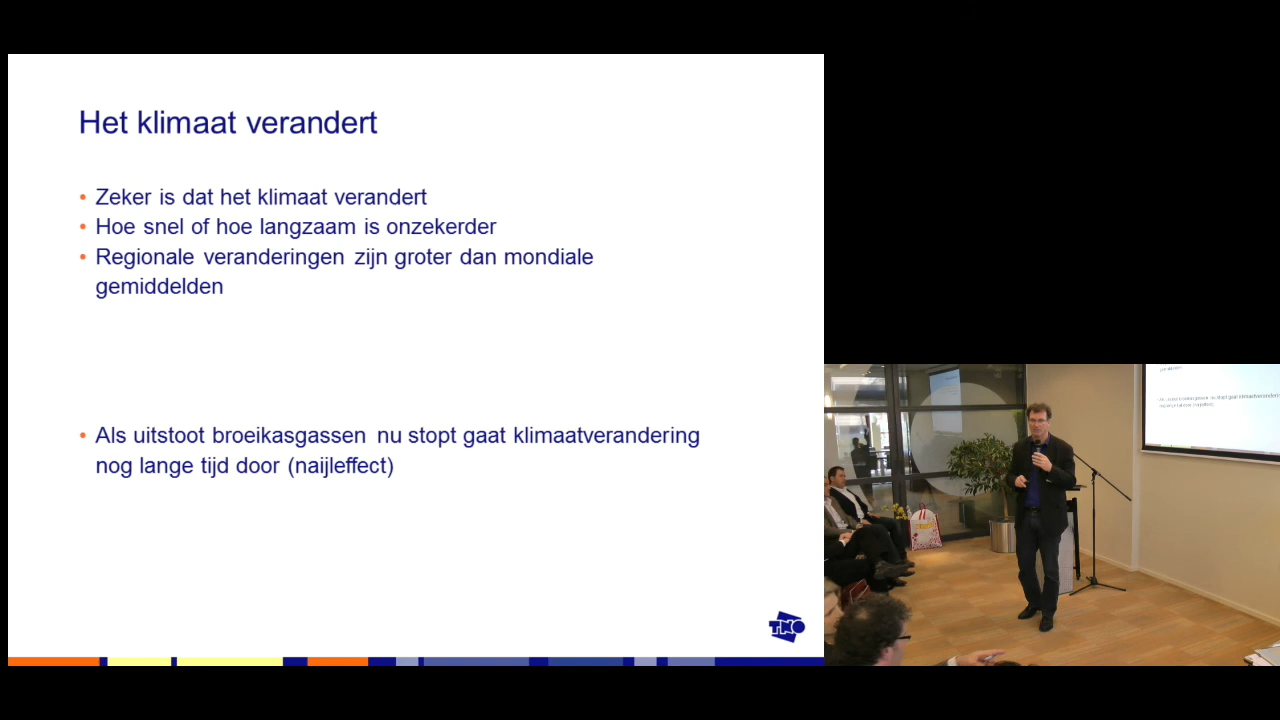 Het klimaat verandert
• Zeker is dat het klimaat verandert
• Hoe snel of hoe langzaam is onzekerder
• Regionale veranderingen zijn groter dan mondiale
gemiddelden
• Als uitstoot broeikasgassen nu stopt gaat klimaatverandering
nog lange tijd door (naijleffect)
TNO